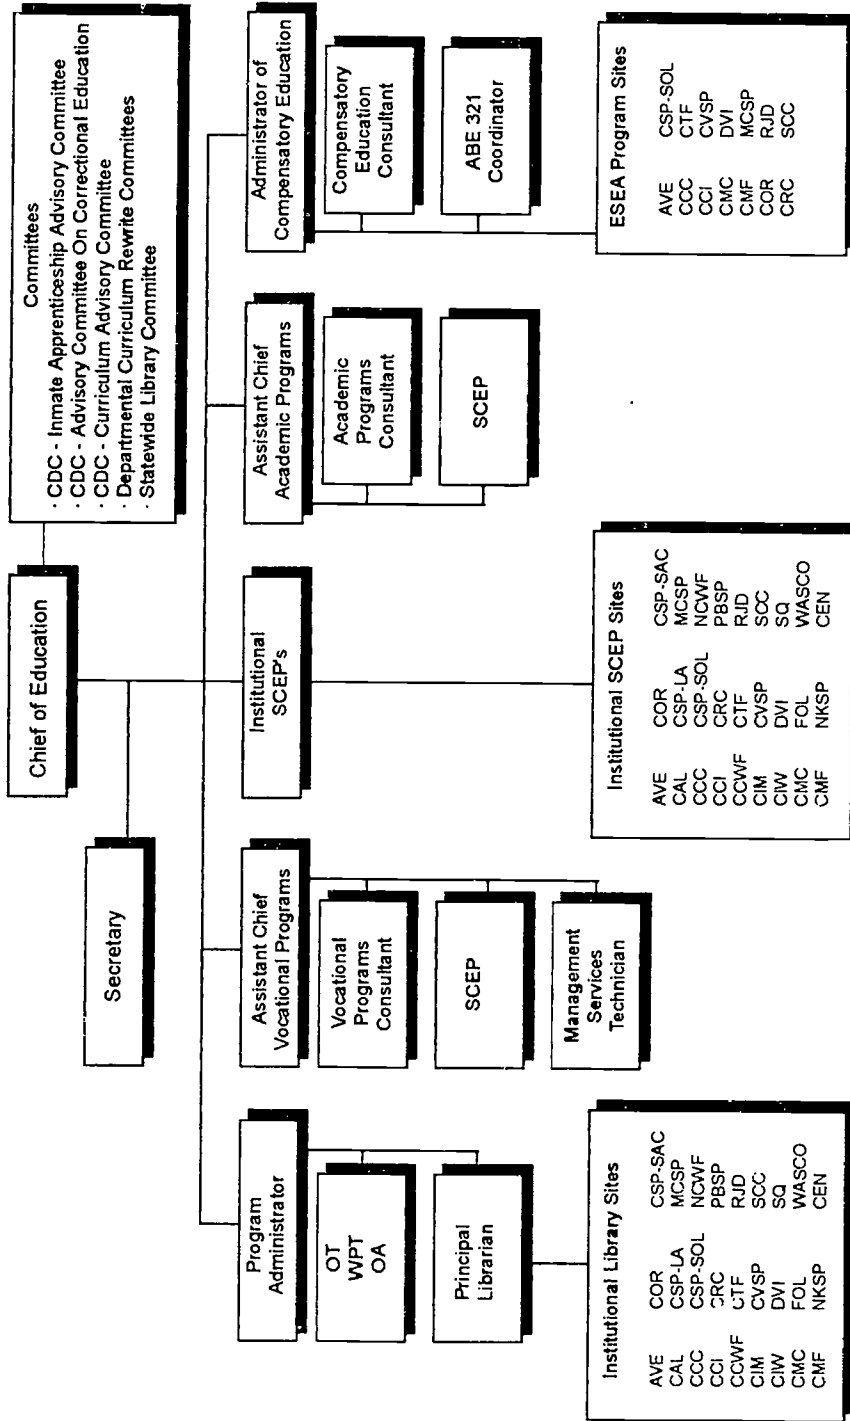 Chief of Education
Committees
· CDC - Inmate Apprenticeship Advisory Committee
· CDC - Advisory Committee On Correctional Education
· CDC - Curriculum Advisory Committee
· Departmental Curriculum Rewrite Committees
· Statewide Library Committee
Secretary
Program
Administrator
OT
WPT
OA
Principal
Librarian
Institutional Library Sites
AVE COR CSP-SAC
CAL CSP-LA MCSP
CCC CSP-SOL NCWF
CCI CRC PBSP
CCWF CTF RJD
CIM CVSP SCC
CIW DVI SQ
CMC FOL WASCO
CMF NKSP CEN
Assistant Chief
Vocational Programs
Vocational
Programs
Consultant
SCEP
Management
Services
Technician
Institutional
SCEP's
Institutional SCEP Sites
AVE COR CSP-SAC
CAL CSP-LA MCSP
CCC CSP-SOL NCWF
CCI CRC PBSP
CCWF CTF RJD
CIM CVSP SCC
CIW DVI SQ
CMC FOL WASCO
CMF NKSP CEN
Assistant Chief
Academic Programs
Academic
Programs
Consultant
SCEP
Administrator of
Compensatory Education
Compensatory
Education
Consultant
ABE 321
Coordinator
ESEA Program Sites
AVE CSP-SOL
CCC CTF
CCI CVSP
CMC DVI
CMF MCSP
COR RJD
CRC SCC